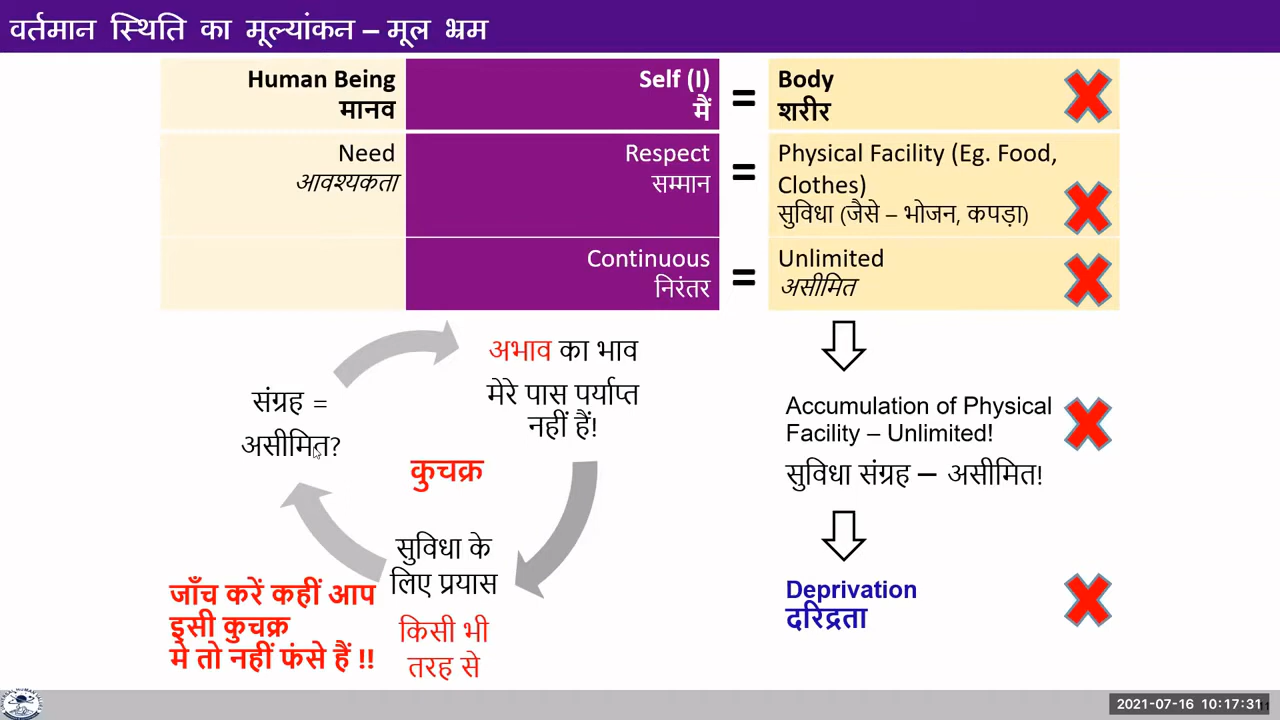 वर्तमान स्थिति का मूल्यांकन – मूल भ्रम
Human Being
मानव
Self (I)
मैं
=
Body
शरीर
Need
आवश्यकता
Respect
सम्मान
=
Physical Facility (Eg. Food,
Clothes)
सुविधा (जैसे – भोजन, कपड़ा)
Continuous
निरंतर
=
Unlimited
असीमित
अभाव का भाव
मेरे पास पर्याप्त
नहीं हैं!
संग्रह =
असीमित?
कुचक्र
सुविधा के
लिए प्रयास
किसी भी
तरह से
जाँच करें कहीं आप
इसी कुचक्र
मे तो नहीं फंसे हैं !!
Accumulation of Physical
Facility – Unlimited!
सुविधा संग्रह – असीमित!
Deprivation
दरिद्रता
2021-07-16 10:17:31